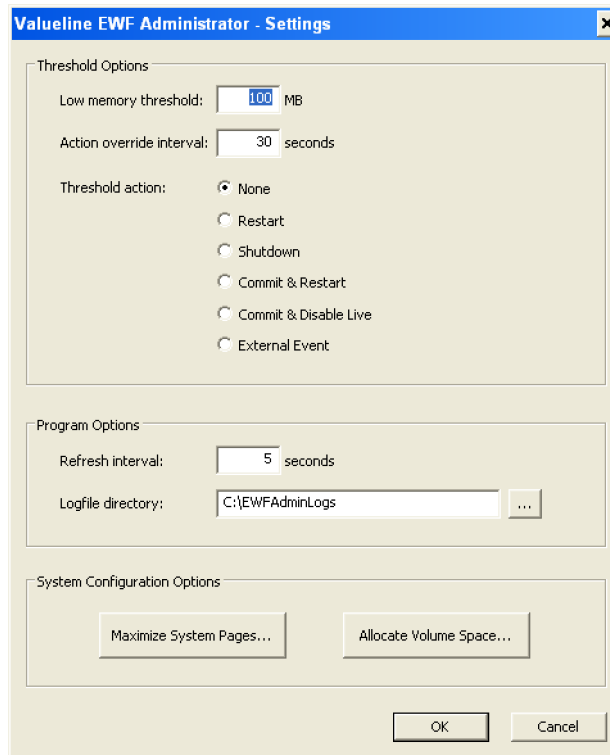 Valueline EWF Administrator - Settings
Threshold Options
Low memory threshold: 100 MB
Action override interval: 30 seconds
Threshold action: None
Restart
Shutdown
Commit & Restart
Commit & Disable Live
External Event
Program Options
Refresh interval: 5 seconds
Logfile directory: C:\EWFAdminLogs ...
System Configuration Options
Maximize System Pages... Allocate Volume Space...
OK Cancel